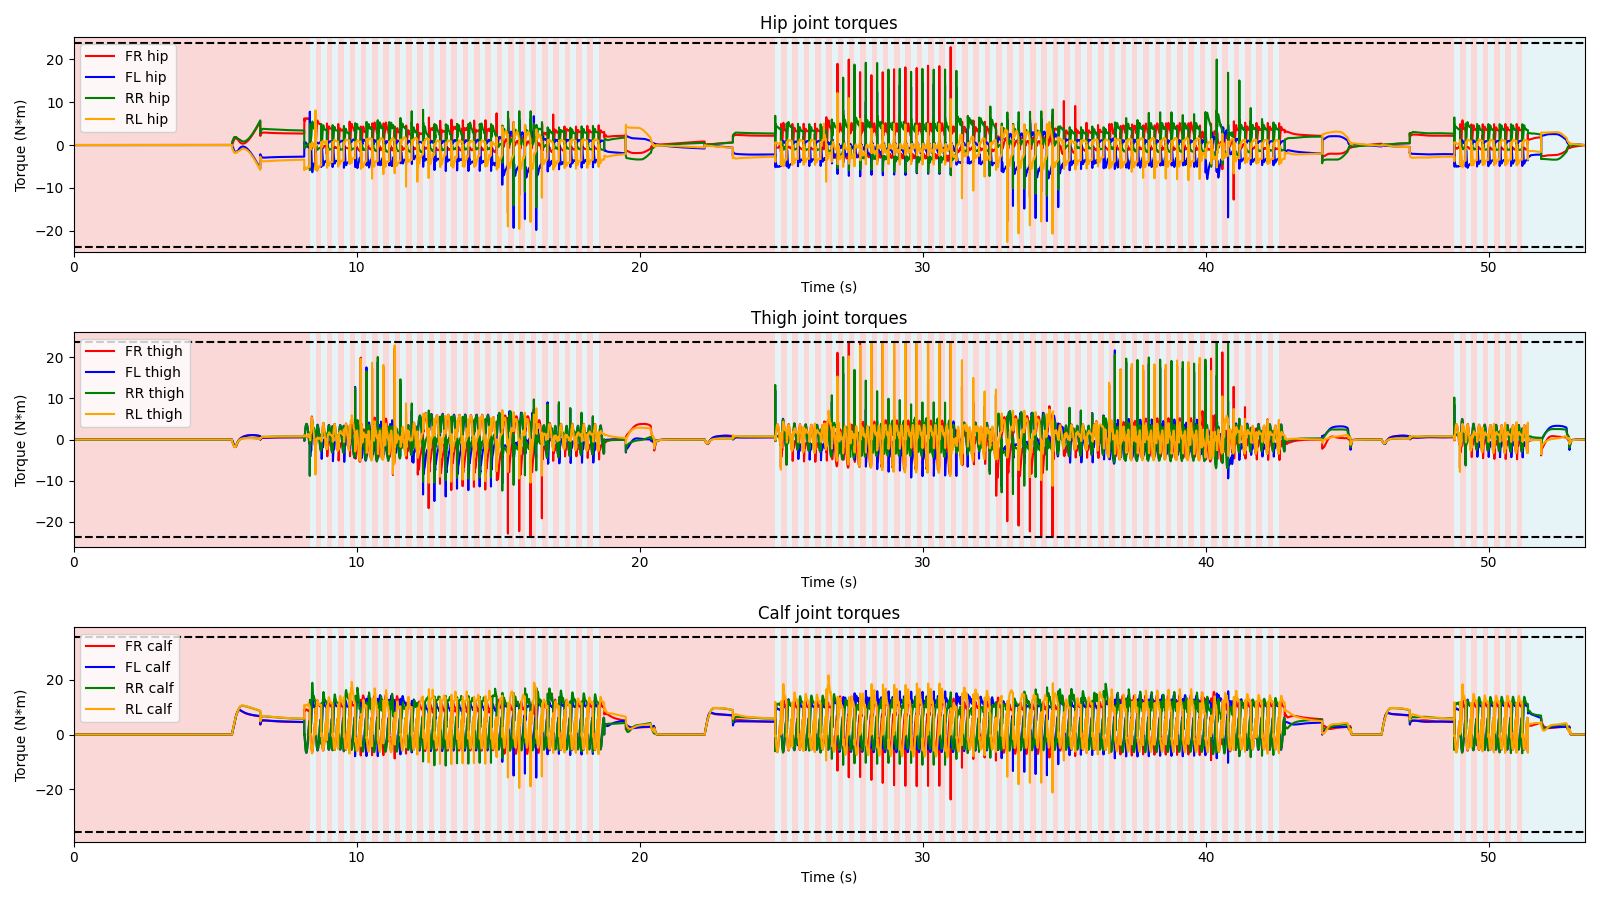 Hip joint torques
20
10
0
−10
−20
Torque (N*m)
FR hip
FL hip
RR hip
RL hip
0 10 20 30 40 50
Time (s)
Thigh joint torques
20
10
0
−10
−20
Torque (N*m)
FR thigh
FL thigh
RR thigh
RL thigh
0 10 20 30 40 50
Time (s)
Calf joint torques
20
0
−20
Torque (N*m)
FR calf
FL calf
RR calf
RL calf
0 10 20 30 40 50
Time (s)